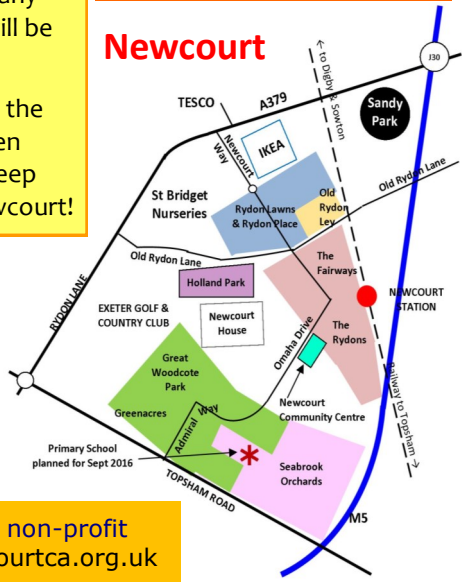 any
ill be
the
en
eep
wcourt!
Newcourt
← to Digby & Sowton
J30
TESCO
A379
Sandy
Park
Newcourt
Way
IKEA
St Bridget
Nurseries
Old
Rydon
Ley
Rydon Lawns
& Rydon Place
Old Rydon Lane
Old Rydon Lane
RYDON LANE
The
Fairways
Holland Park
NEWCOURT
STATION
EXETER GOLF &
COUNTRY CLUB
Newcourt
House
The
Rydons
Omaha Drive
Great
Woodcote
Park
Newcourt
Community Centre
Railway to Topsham →
Greenacres
Admiral Way
Primary School
planned for Sept 2016
Seabrook
Orchards
TOPSHAM ROAD
M5
non-profit
ourtca.org.uk